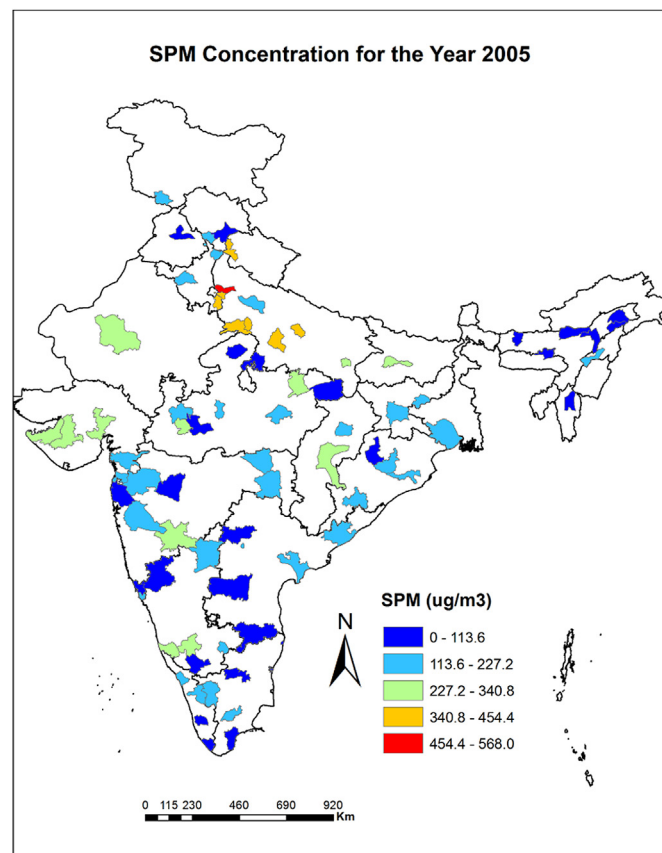 SPM Concentration for the Year 2005
N
SPM (ug/m3)
0 - 113.6
113.6 - 227.2
227.2 - 340.8
340.8 - 454.4
454.4 - 568.0
0 115 230 460 690 920
Km